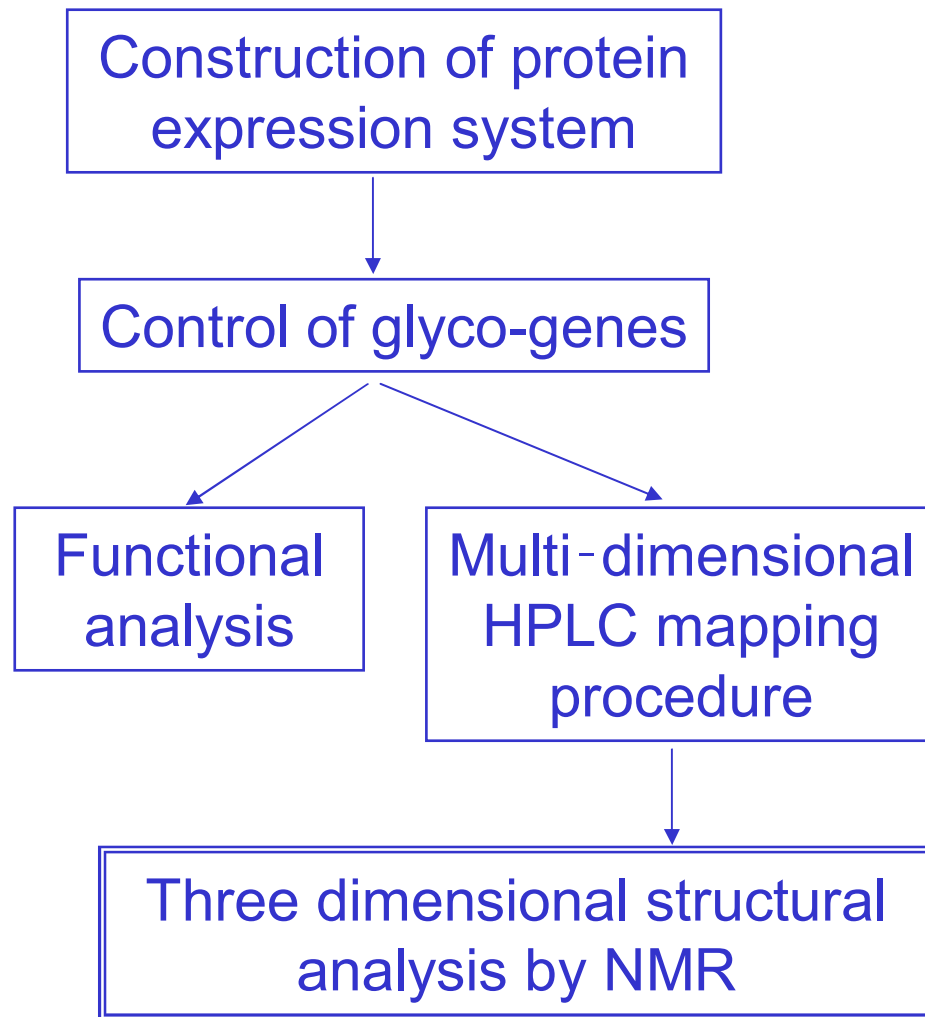 Construction of protein
expression system
Control of glyco-genes
Functional
analysis
Multi-dimensional
HPLC mapping
procedure
Three dimensional structural
analysis by NMR